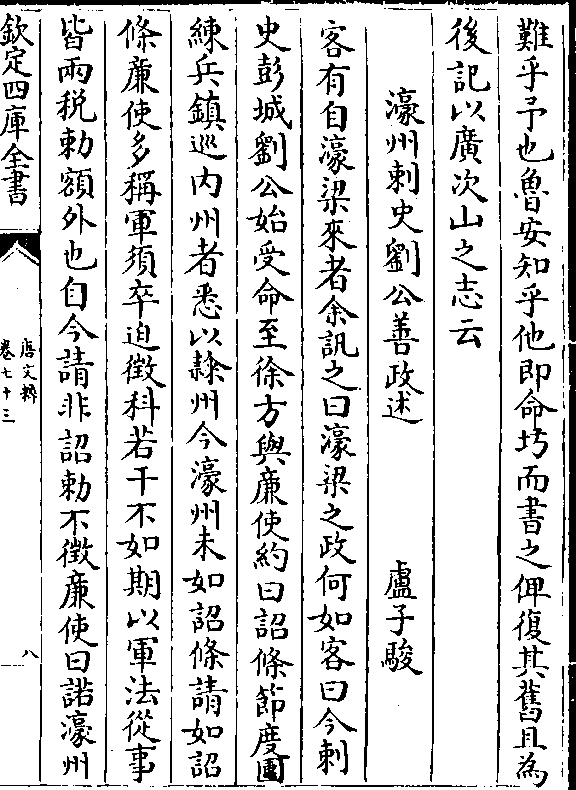 難乎予也魯安知乎他即命圬而書之俾復其舊且為
後記以廣次山之志云
濠州刺史劉公善政述 盧子駿
客有自濠梁來者余訊之曰濠梁之政何如客曰今刺
史彭城劉公始受命至徐方與廉使約曰詔條節度團
練兵鎮巡内州者悉以隸州今濠州未如詔條請如詔
條廉使多稱軍須卒迫徵科若干不如期以軍法從事
皆兩税勅額外也自今請非詔勅不徵廉使曰諾濠州
欽定四庫全書
唐文粹
卷七十三
八